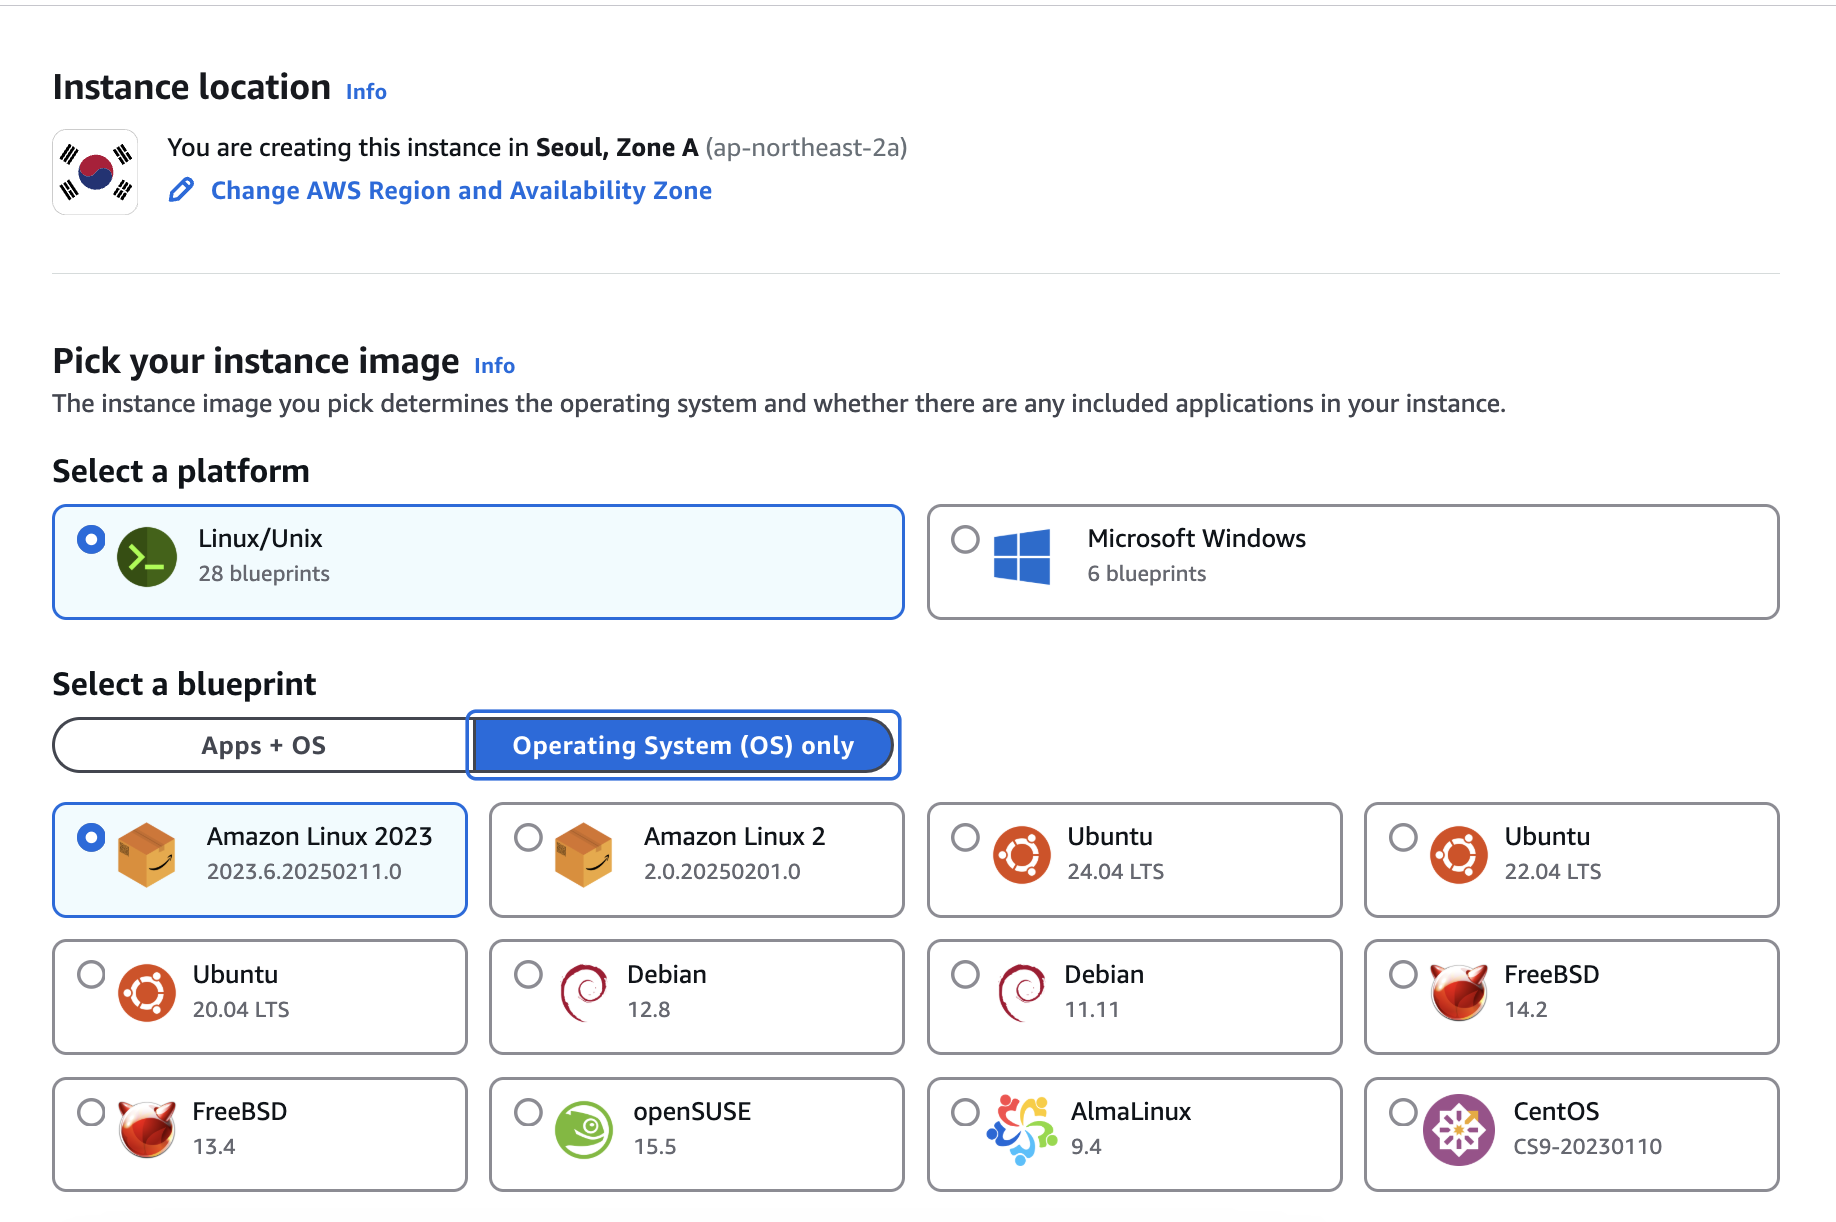 Instance location Info
You are creating this instance in Seoul, Zone A (ap-northeast-2a)
Change AWS Region and Availability Zone
Pick your instance image Info
The instance image you pick determines the operating system and whether there are any included applications in your instance.
Select a platform
Linux/Unix
28 blueprints
Microsoft Windows
6 blueprints
Select a blueprint
Apps + OS
Operating System (OS) only
Amazon Linux 2023
2023.6.20250211.0
Amazon Linux 2
2.0.20250201.0
Ubuntu
24.04 LTS
Ubuntu
22.04 LTS
Ubuntu
20.04 LTS
Debian
12.8
Debian
11.11
FreeBSD
14.2
FreeBSD
13.4
openSUSE
15.5
AlmaLinux
9.4
CentOS
CS9-20230110